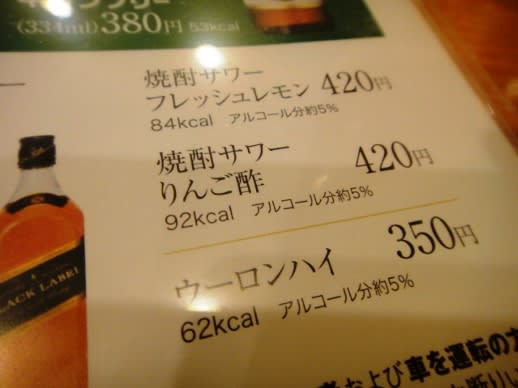 (334ml) 380円 53kcal
焼酎サワー
フレッシュレモン 420円
84kcal アルコール分約5%
焼酎サワー
りんご酢 420円
92kcal アルコール分約5%
ウーロンハイ 350円
62kcal アルコール分約5%
BLACK LABEL
および車を運転の方